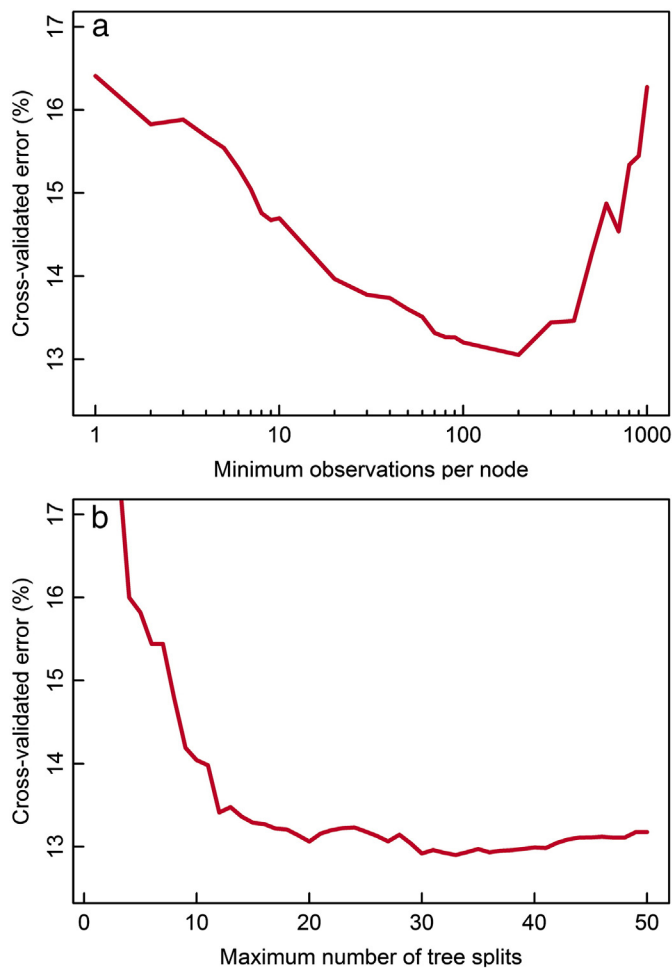 a
17
16
15
14
13
Cross-validated error (%)
1 10 100 1000
Minimum observations per node
b
17
16
15
14
13
Cross-validated error (%)
0 10 20 30 40 50
Maximum number of tree splits